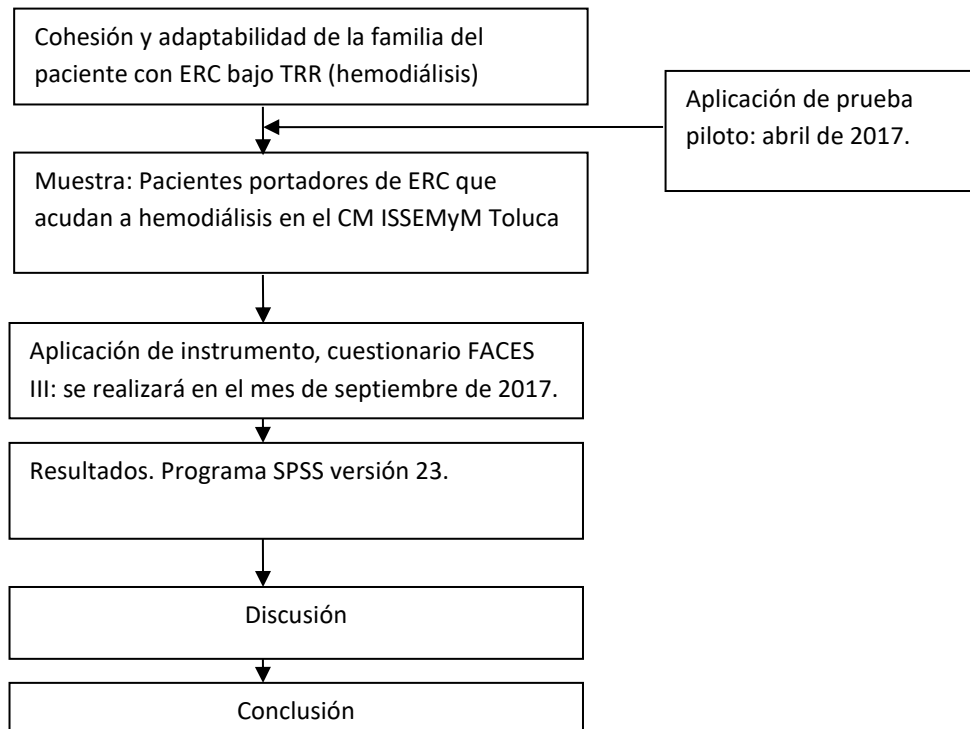 Cohesión y adaptabilidad de la familia del
paciente con ERC bajo TRR (hemodiálisis)
Aplicación de prueba
piloto: abril de 2017.
Muestra: Pacientes portadores de ERC que
acudan a hemodiálisis en el CM ISSEMyM Toluca
Aplicación de instrumento, cuestionario FACES
III: se realizará en el mes de septiembre de 2017.
Resultados. Programa SPSS versión 23.
Discusión
Conclusión